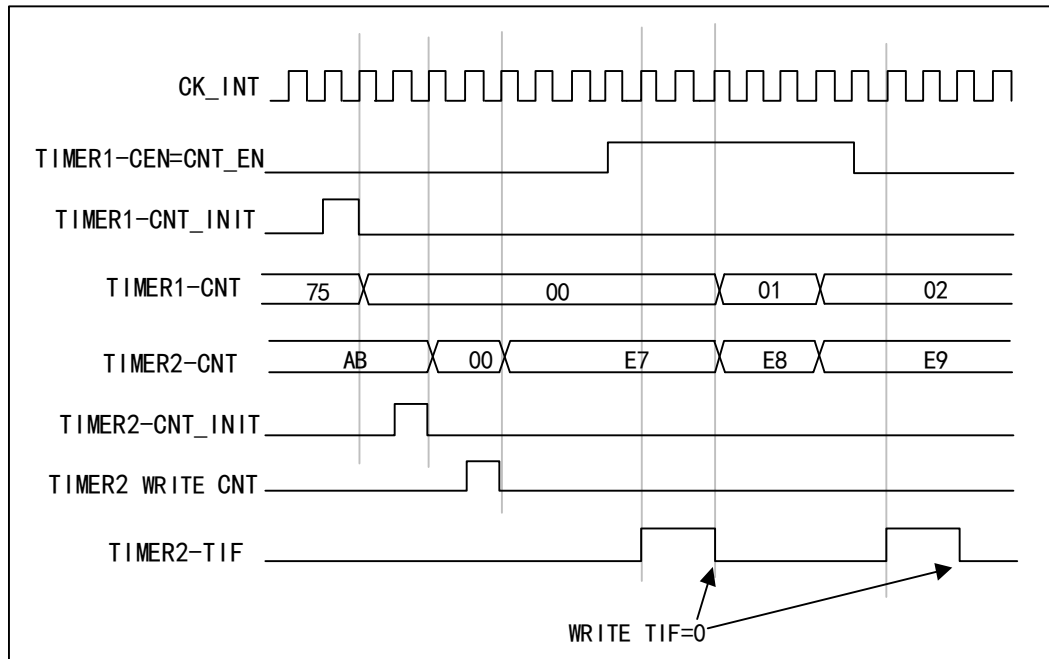 CK_INT
TIMER1-CEN=CNT_EN
TIMER1-CNT_INIT
TIMER1-CNT 75 00 01 02
TIMER2-CNT AB 00 E7 E8 E9
TIMER2-CNT_INIT
TIMER2 WRITE CNT
TIMER2-TIF
WRITE TIF=0